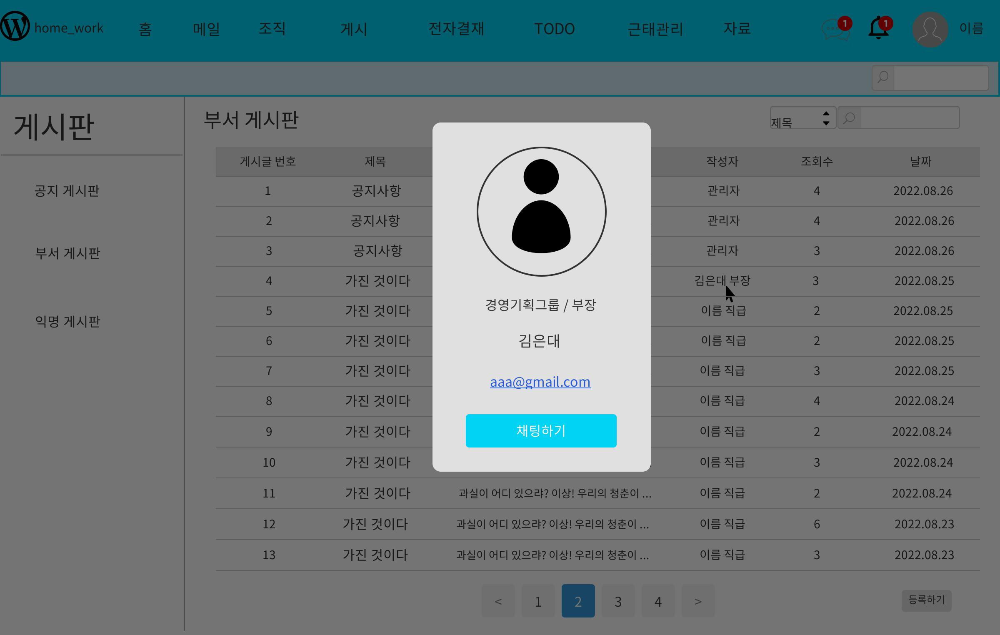 home_work 홈 메일 조직 게시 전자결재 TODO 근태관리 자료 1 1 이름
게시판
공지 게시판
부서 게시판
익명 게시판
부서 게시판
제목
게시글 번호 제목 작성자 조회수 날짜
1 공지사항 관리자 4 2022.08.26
2 공지사항 관리자 4 2022.08.26
3 공지사항 관리자 3 2022.08.26
4 가진 것이다 김은대 부장 3 2022.08.25
5 가진 것이다 이름 직급 2 2022.08.25
6 가진 것이다 이름 직급 2 2022.08.25
7 가진 것이다 이름 직급 3 2022.08.25
8 가진 것이다 이름 직급 4 2022.08.24
9 가진 것이다 이름 직급 2 2022.08.24
10 가진 것이다 이름 직급 3 2022.08.24
11 가진 것이다 과실이 어디 있으랴? 이상! 우리의 청춘이 ... 이름 직급 2 2022.08.24
12 가진 것이다 과실이 어디 있으랴? 이상! 우리의 청춘이 ... 이름 직급 6 2022.08.23
13 가진 것이다 과실이 어디 있으랴? 이상! 우리의 청춘이 ... 이름 직급 3 2022.08.23
< 1 2 3 4 >
등록하기
경영기획그룹 / 부장
김은대
aaa@gmail.com
채팅하기